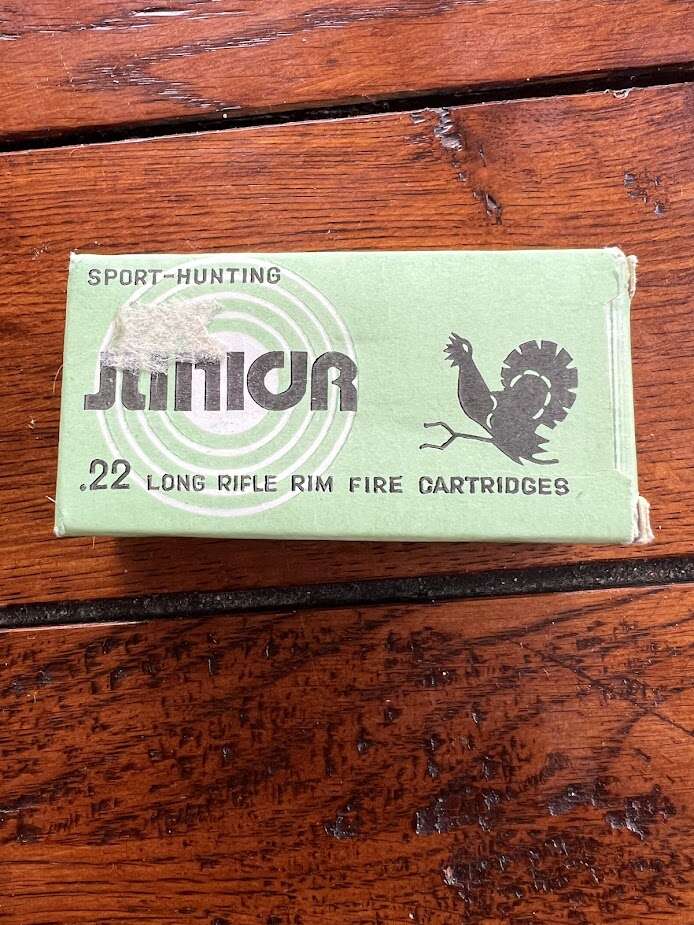 SPORT-HUNTING
JUNIOR
.22 LONG RIFLE RIM FIRE CARTRIDGES